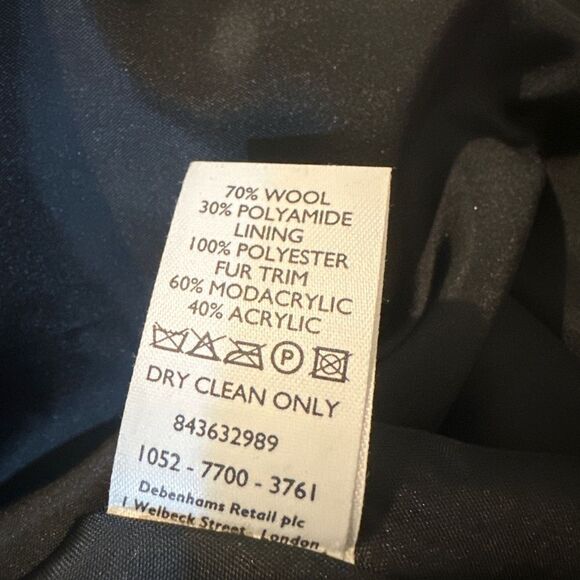 70% WOOL
30% POLYAMIDE
LINING
100% POLYESTER
FUR TRIM
60% MODACRYLIC
40% ACRYLIC
P
DRY CLEAN ONLY
843632989
1052 - 7700 - 3761
Debenhams Retail plc
1 Welbeck Street London